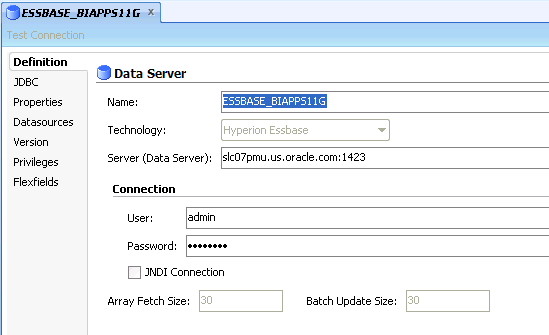 ESSBASE_BIAPPS11G
Test Connection
Definition
JDBC
Properties
Datasources
Version
Privileges
Flexfields
Data Server
Name: ESSBASE_BIAPPS11G
Technology: Hyperion Essbase
Server (Data Server): slc07pmu.us.oracle.com:1423
Connection
User: admin
Password: ••••••••
JNDI Connection
Array Fetch Size: 30 Batch Update Size: 30